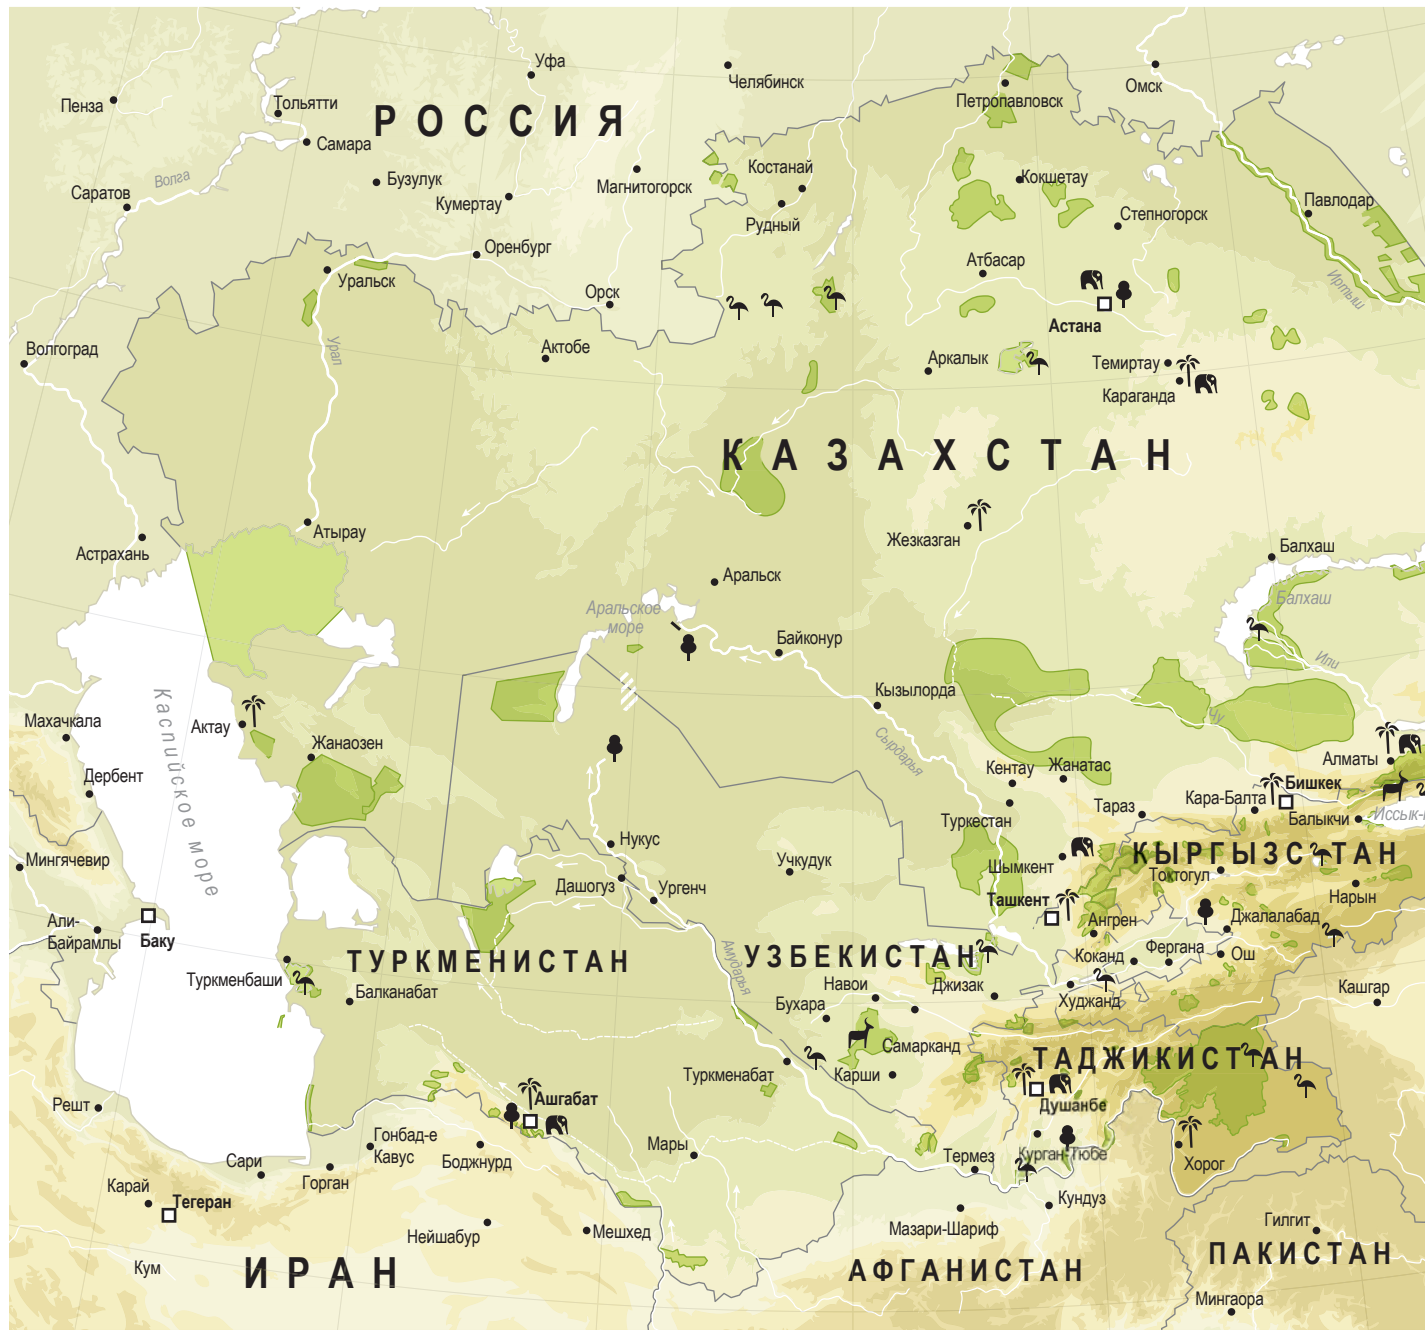 Уфа
Челябинск
Омск
Пенза
Тольятти
Петропавловск
РОССИЯ
Самара
Костанай
Волга
Бузулук
Магнитогорск
Кокшетау
Саратов
Кумертау
Рудный
Степногорск
Павлодар
Оренбург
Атбасар
Уральск
Орск
Иртыш
Астана
Волгоград
Урал
Актобе
Аркалык
Темиртау
Караганда
КАЗАХСТАН
Атырау
Жезказган
Астрахань
Балхаш
Аральск
Балхаш
Аральское
море
Байконур
Или
Кызылорда
Каспийское море
Махачкала
Актау
Чу
Сырдарья
Жанаозен
Алматы
Дербент
Кентау
Жанатас
Бишкек
Тараз
Кара-Балта
Туркестан
Балыкчи
Иссык-
Нукус
Мингячевир
Учкудук
Шымкент
КЫРГЫЗСТАН
Токтогул
Дашогуз
Ургенч
Нарын
Ташкент
Али-
Байрамлы
Баку
Ангрен
Джалалабад
Амударья
ТУРКМЕНИСТАН
УЗБЕКИСТАН
Коканд
Фергана
Ош
Туркменбаши
Балканабат
Навои
Джизак
Худжанд
Кашгар
Бухара
Самарканд
ТАДЖИКИСТАН
Туркменабат
Карши
Решт
Ашгабат
Душанбе
Гонбад-е
Кавус
Боджнурд
Мары
Курган-Тюбе
Термез
Хорог
Сари
Горган
Карай
Тегеран
Кундуз
Нейшабур
Мешхед
Мазари-Шариф
Гилгит
Кум
ИРАН
АФГАНИСТАН
ПАКИСТАН
Мингаора